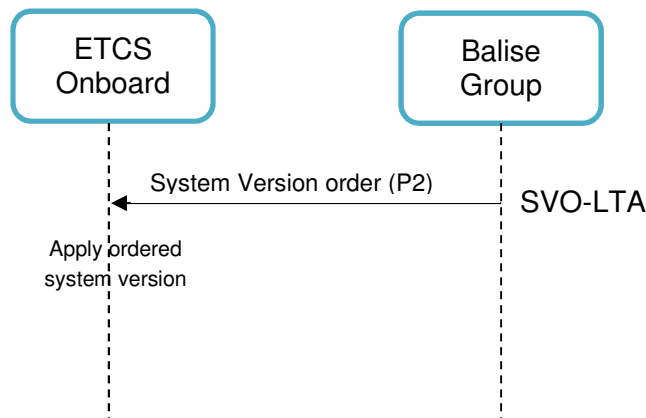 ETCS
Onboard
Balise
Group
System Version order (P2)
SVO-LTA
Apply ordered
system version